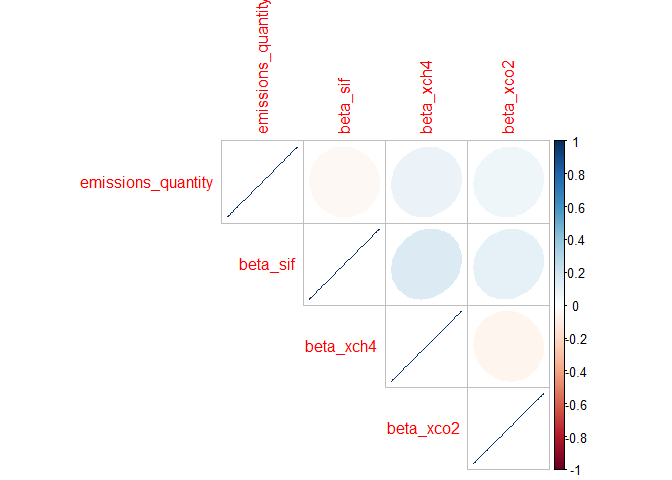 emissions_quantity
beta_sif
beta_xch4
beta_xco2
emissions_quantity
beta_sif
beta_xch4
beta_xco2
1
0.8
0.6
0.4
0.2
0
-0.2
-0.4
-0.6
-0.8
-1